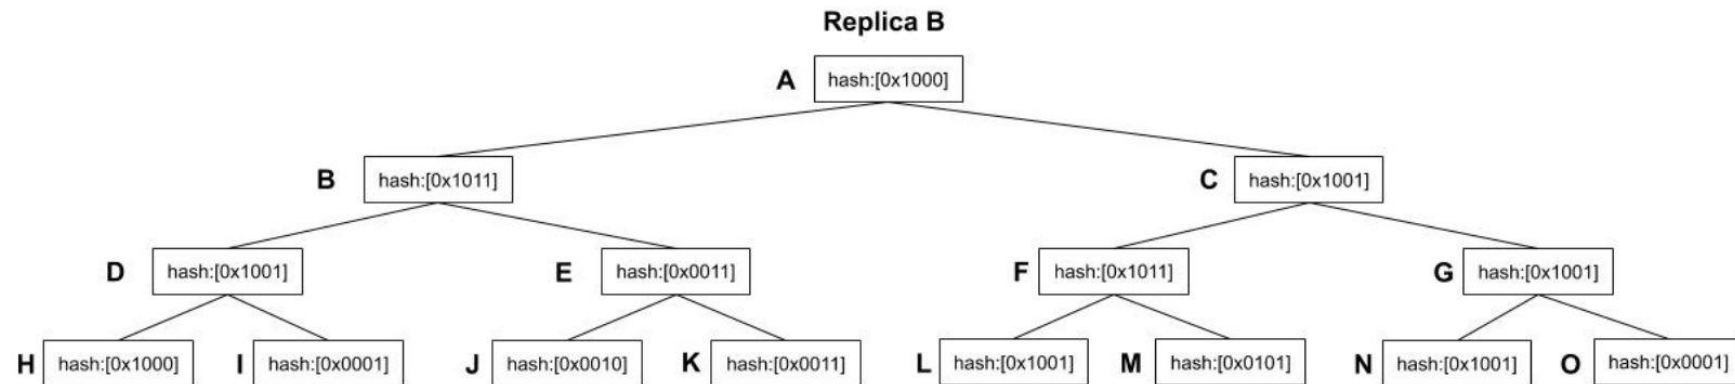 Replica B
A hash:[0x1000]
B hash:[0x1011] C hash:[0x1001]
D hash:[0x1001] E hash:[0x0011] F hash:[0x1011] G hash:[0x1001]
H hash:[0x1000] I hash:[0x0001] J hash:[0x0010] K hash:[0x0011] L hash:[0x1001] M hash:[0x0101] N hash:[0x1001] O hash:[0x0001]